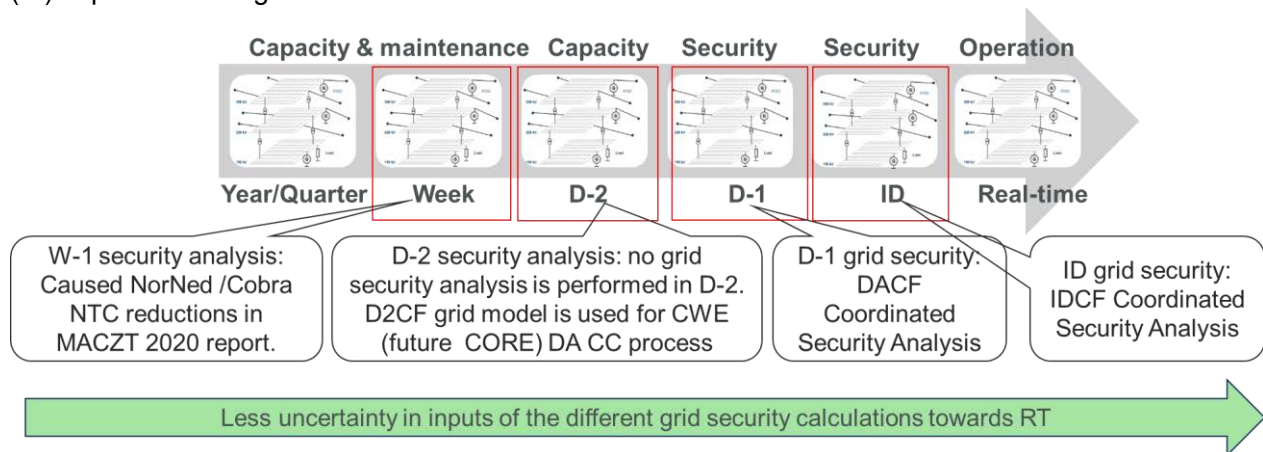 Capacity & maintenance Capacity Security Security Operation
Year/Quarter Week D-2 D-1 ID Real-time
W-1 security analysis:
Caused NorNed /Cobra
NTC reductions in
MACZT 2020 report.
D-2 security analysis: no grid
security analysis is performed in D-2.
D2CF grid model is used for CWE
(future CORE) DA CC process
D-1 grid security:
DACF
Coordinated
Security Analysis
ID grid security:
IDCF Coordinated
Security Analysis
Less uncertainty in inputs of the different grid security calculations towards RT